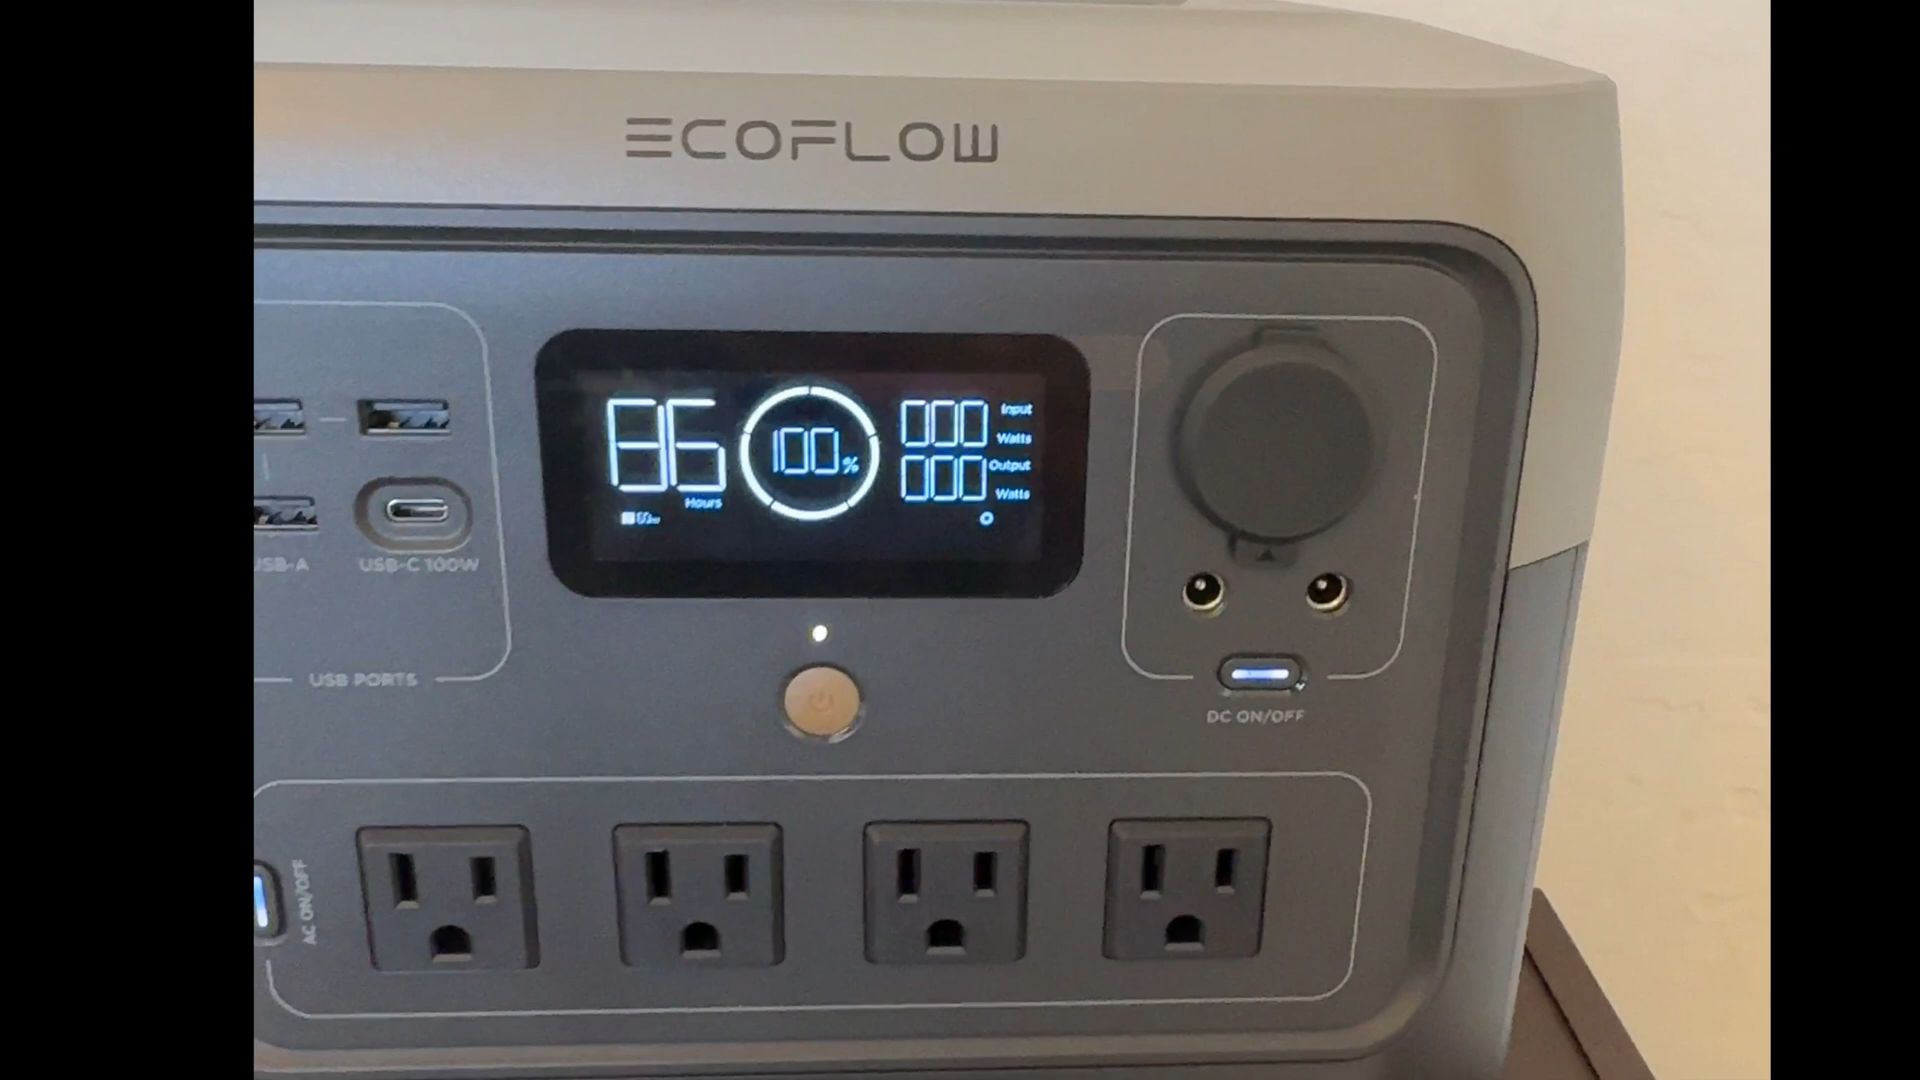 ECOFLOW
86
Hours
100%
000 Input
Watts
000 Output
Watts
USB-A
USB-C 100W
USB PORTS
DC ON/OFF
AC ON/OFF